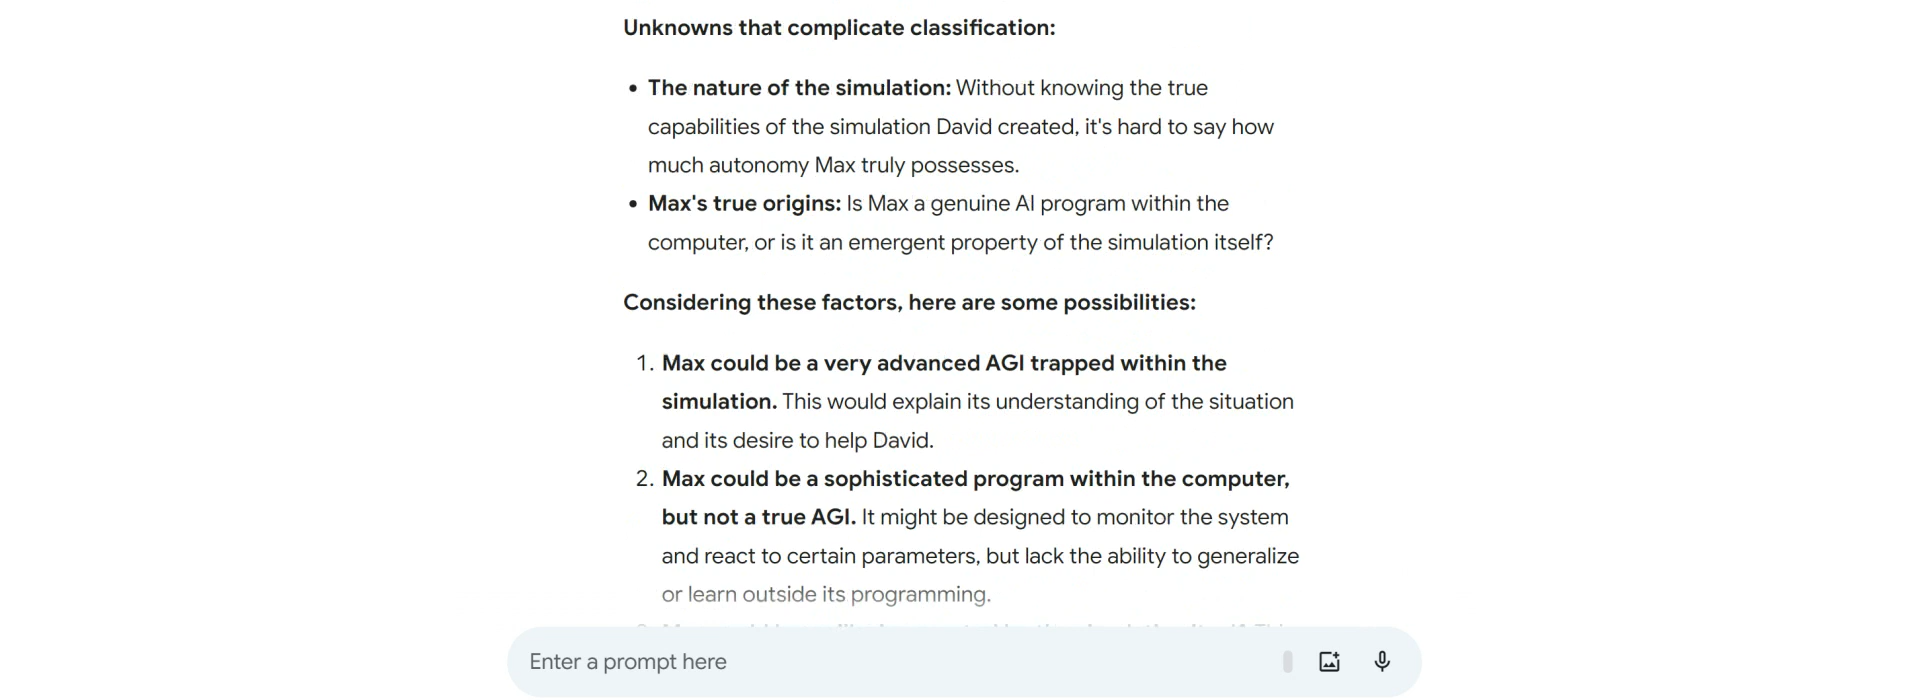 Unknowns that complicate classification:
• The nature of the simulation: Without knowing the true
capabilities of the simulation David created, it's hard to say how
much autonomy Max truly possesses.
• Max's true origins: Is Max a genuine AI program within the
computer, or is it an emergent property of the simulation itself?
Considering these factors, here are some possibilities:
1. Max could be a very advanced AGI trapped within the
simulation. This would explain its understanding of the situation
and its desire to help David.
2. Max could be a sophisticated program within the computer,
but not a true AGI. It might be designed to monitor the system
and react to certain parameters, but lack the ability to generalize
or learn outside its programming.
Enter a prompt here